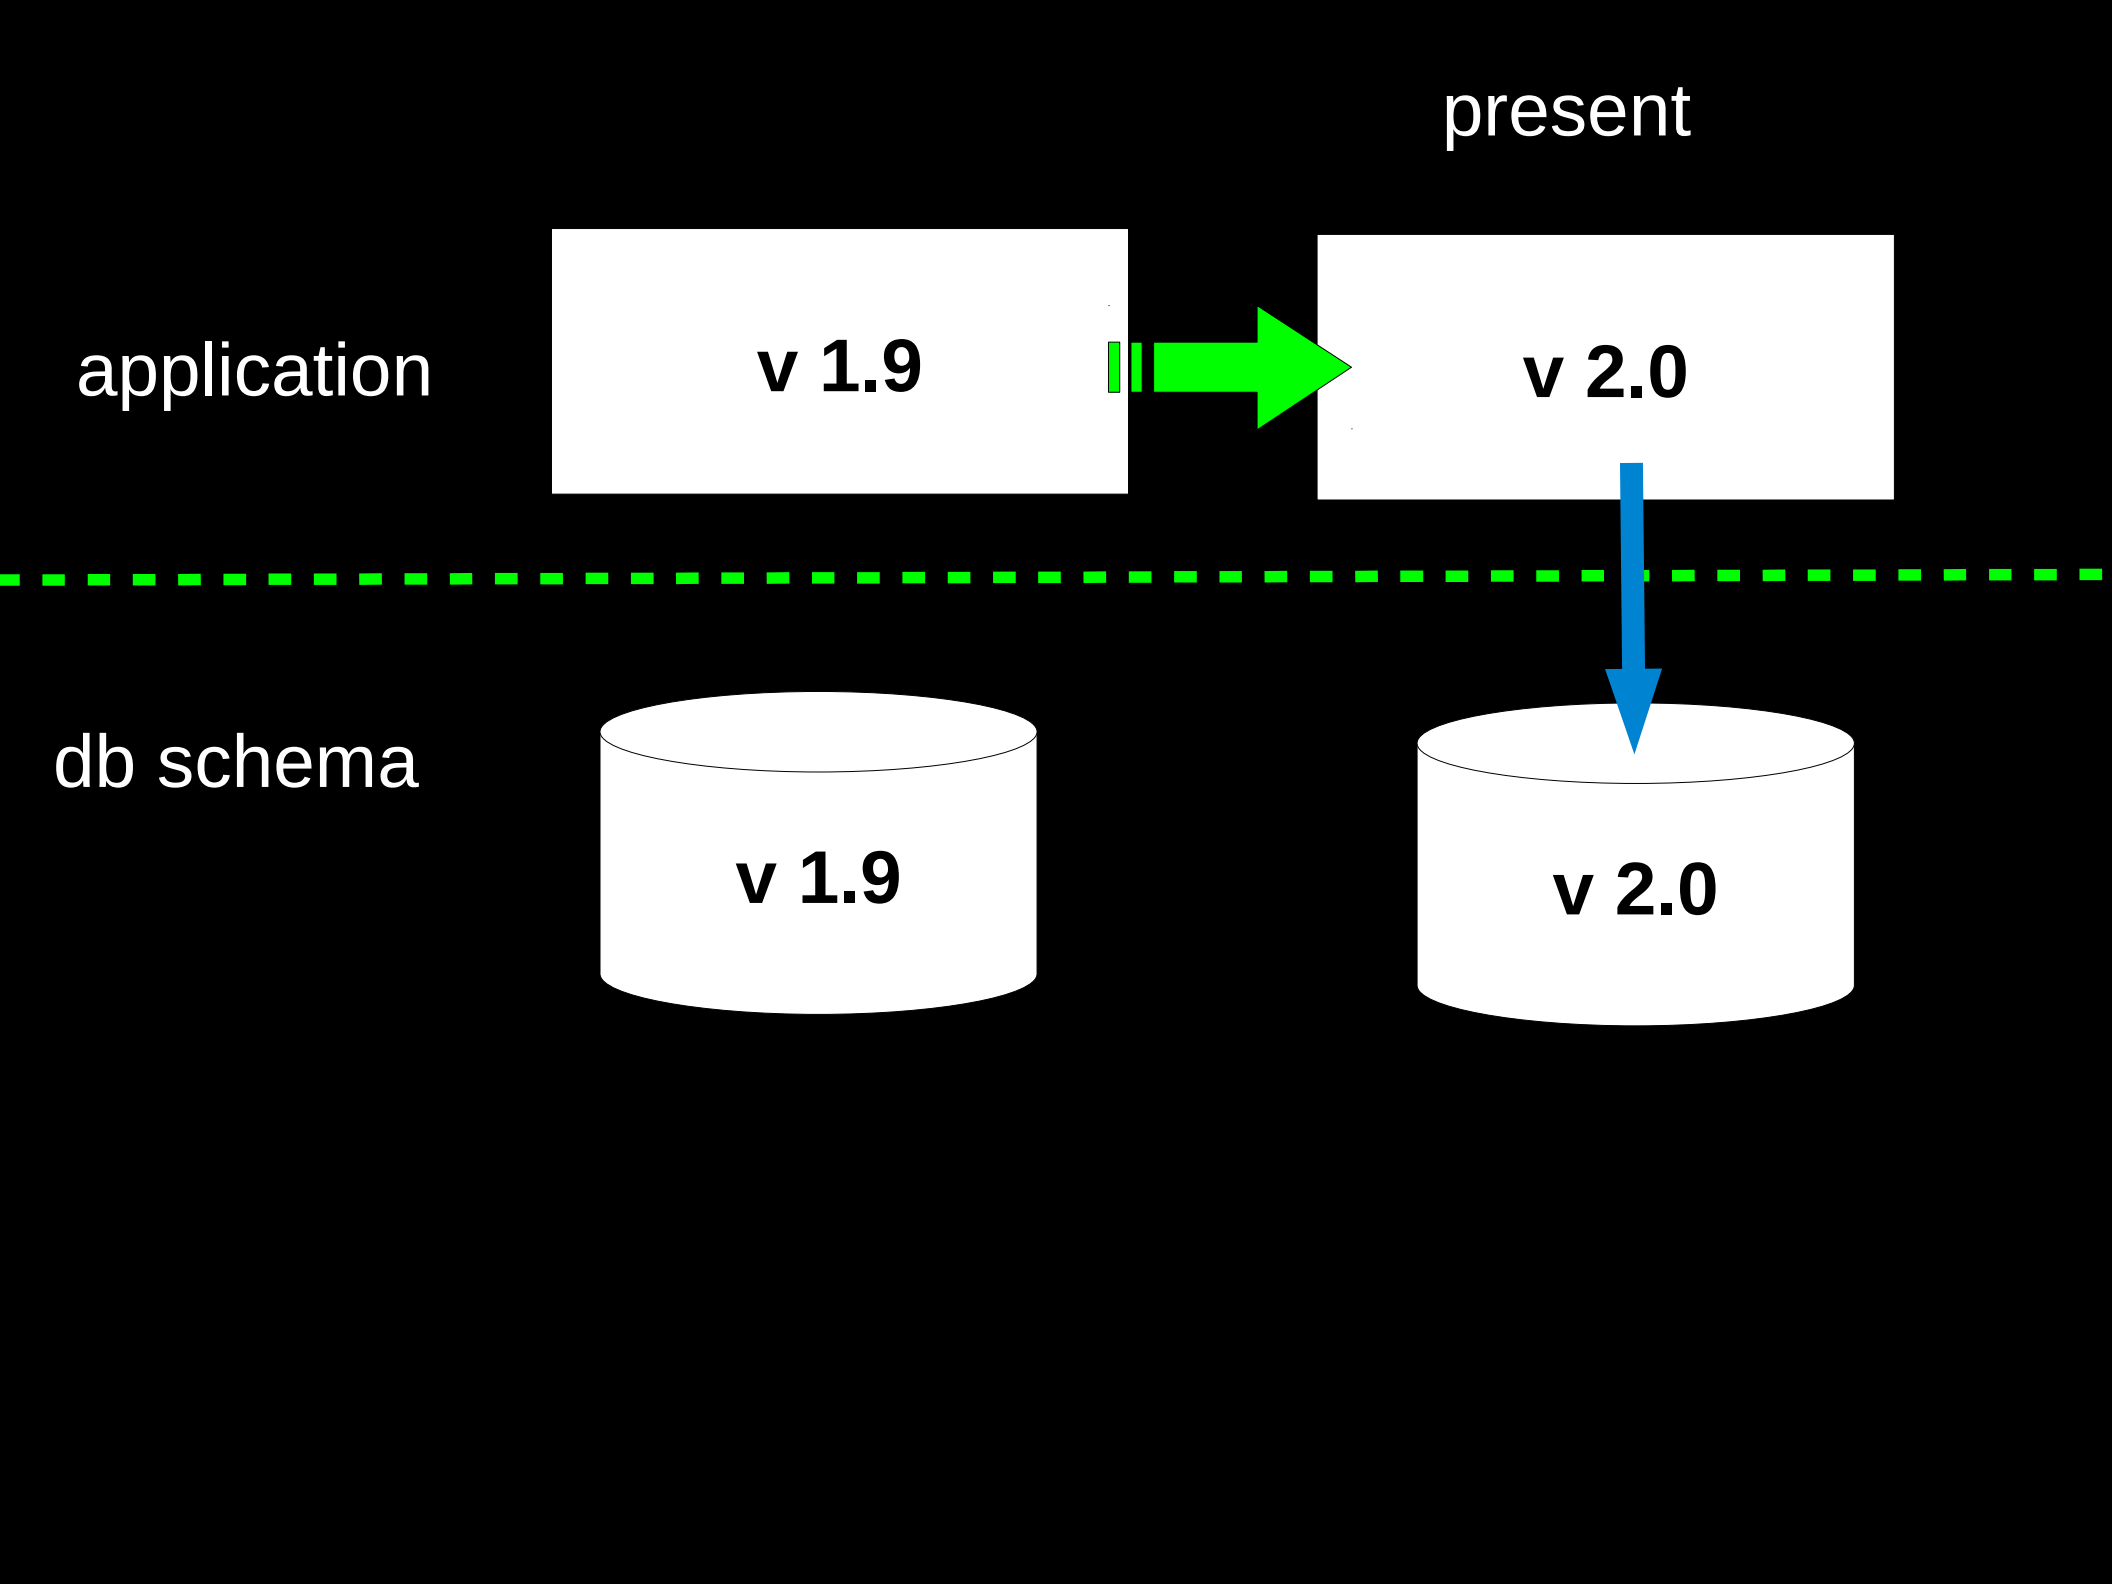 present
application
v 1.9
v 2.0
db schema
v 1.9
v 2.0